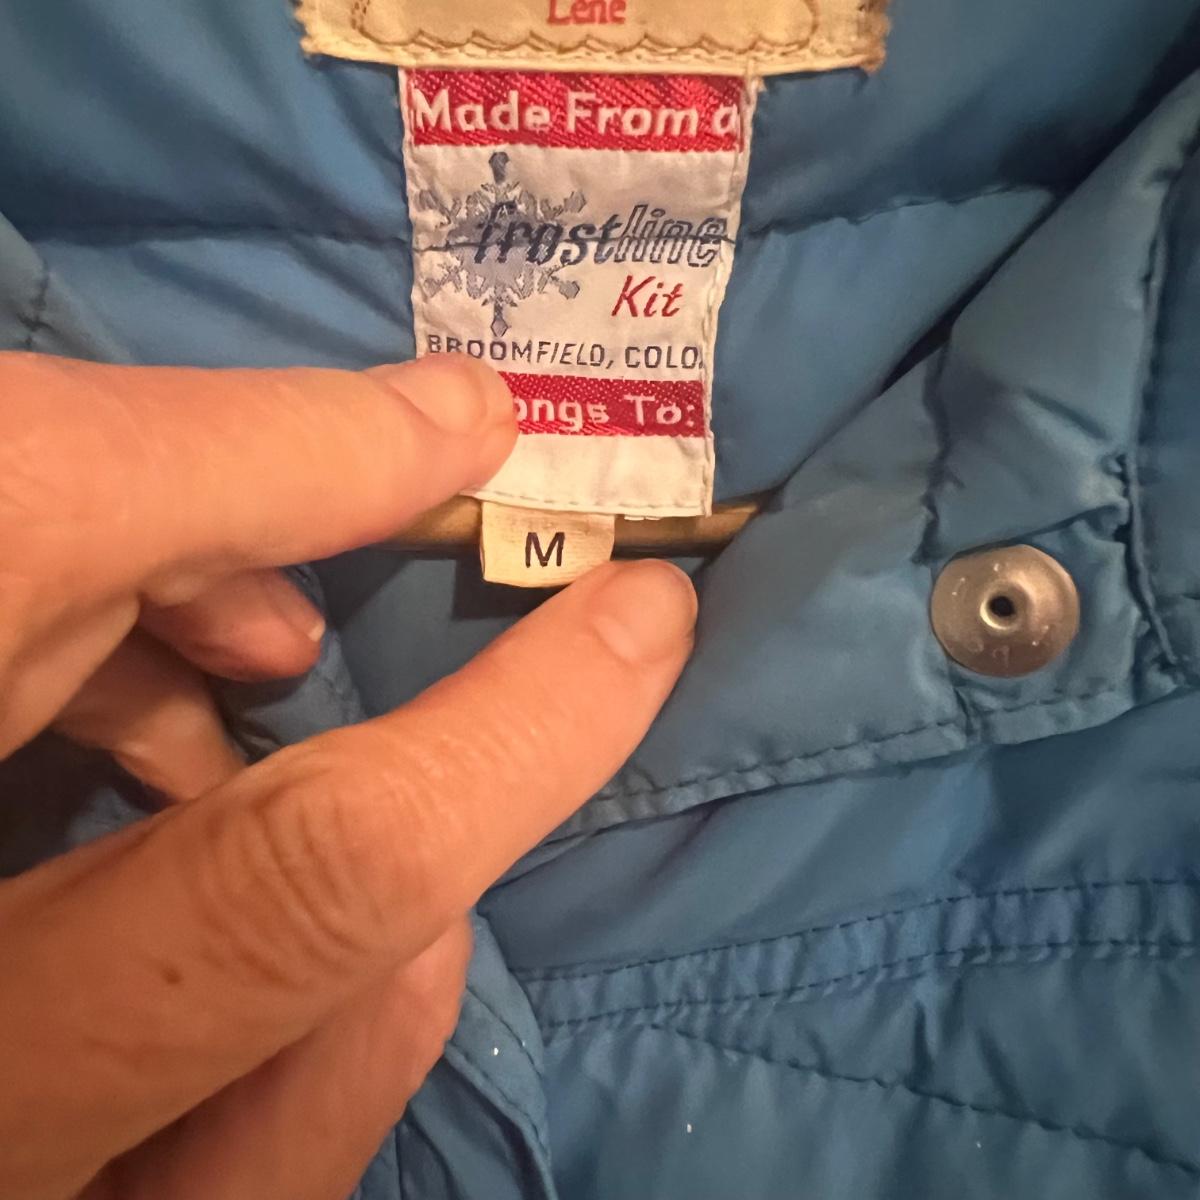 Lene
Made From a
frostline
Kit
BROOMFIELD, COLO.
ongs To:
M